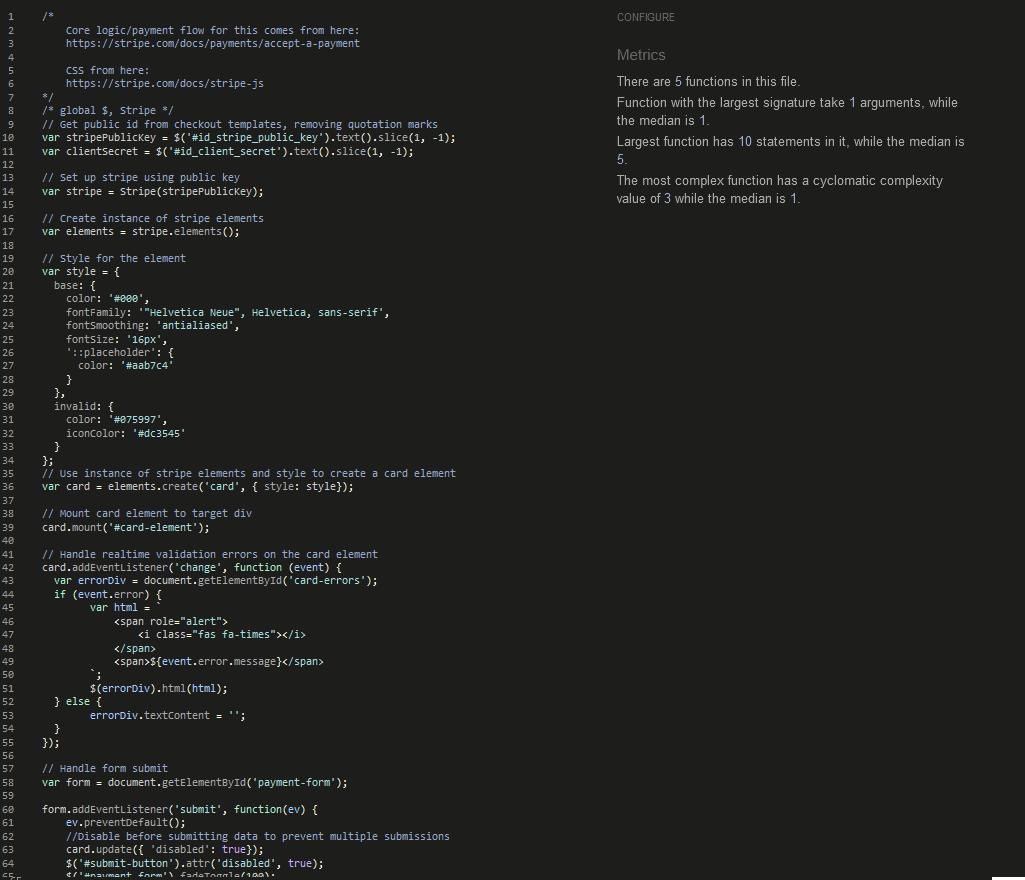 1 /*
2 Core logic/payment flow for this comes from here:
3 https://stripe.com/docs/payments/accept-a-payment
4
5 CSS from here:
6 https://stripe.com/docs/stripe-js
7 */
8 /* global $, Stripe */
9 // Get public id from checkout templates, removing quotation marks
10 var stripePublicKey = $('#id_stripe_public_key').text().slice(1, -1);
11 var clientSecret = $('#id_client_secret').text().slice(1, -1);
12
13 // Set up stripe using public key
14 var stripe = Stripe(stripePublicKey);
15
16 // Create instance of stripe elements
17 var elements = stripe.elements();
18
19 // Style for the element
20 var style = {
21 base: {
22 color: '#000',
23 fontFamily: '"Helvetica Neue", Helvetica, sans-serif',
24 fontSmoothing: 'antialiased',
25 fontSize: '16px',
26 '::placeholder': {
27 color: '#aab7c4'
28 }
29 },
30 invalid: {
31 color: '#075997',
32 iconColor: '#dc3545'
33 }
34 };
35 // Use instance of stripe elements and style to create a card element
36 var card = elements.create('card', { style: style});
37
38 // Mount card element to target div
39 card.mount('#card-element');
40
41 // Handle realtime validation errors on the card element
42 card.addEventListener('change', function (event) {
43 var errorDiv = document.getElementById('card-errors');
44 if (event.error) {
45 var html = `
46 <span role="alert">
47 <i class="fas fa-times"></i>
48 </span>
49 <span>${event.error.message}</span>
50 `;
51 $(errorDiv).html(html);
52 } else {
53 errorDiv.textContent = '';
54 }
55 });
56
57 // Handle form submit
58 var form = document.getElementById('payment-form');
59
60 form.addEventListener('submit', function(ev) {
61 ev.preventDefault();
62 //Disable before submitting data to prevent multiple submissions
63 card.update({ 'disabled': true});
64 $('#submit-button').attr('disabled', true);
65 $('#payment-form').fadeToggle(100);
CONFIGURE
Metrics
There are 5 functions in this file.
Function with the largest signature take 1 arguments, while
the median is 1.
Largest function has 10 statements in it, while the median is
5.
The most complex function has a cyclomatic complexity
value of 3 while the median is 1.